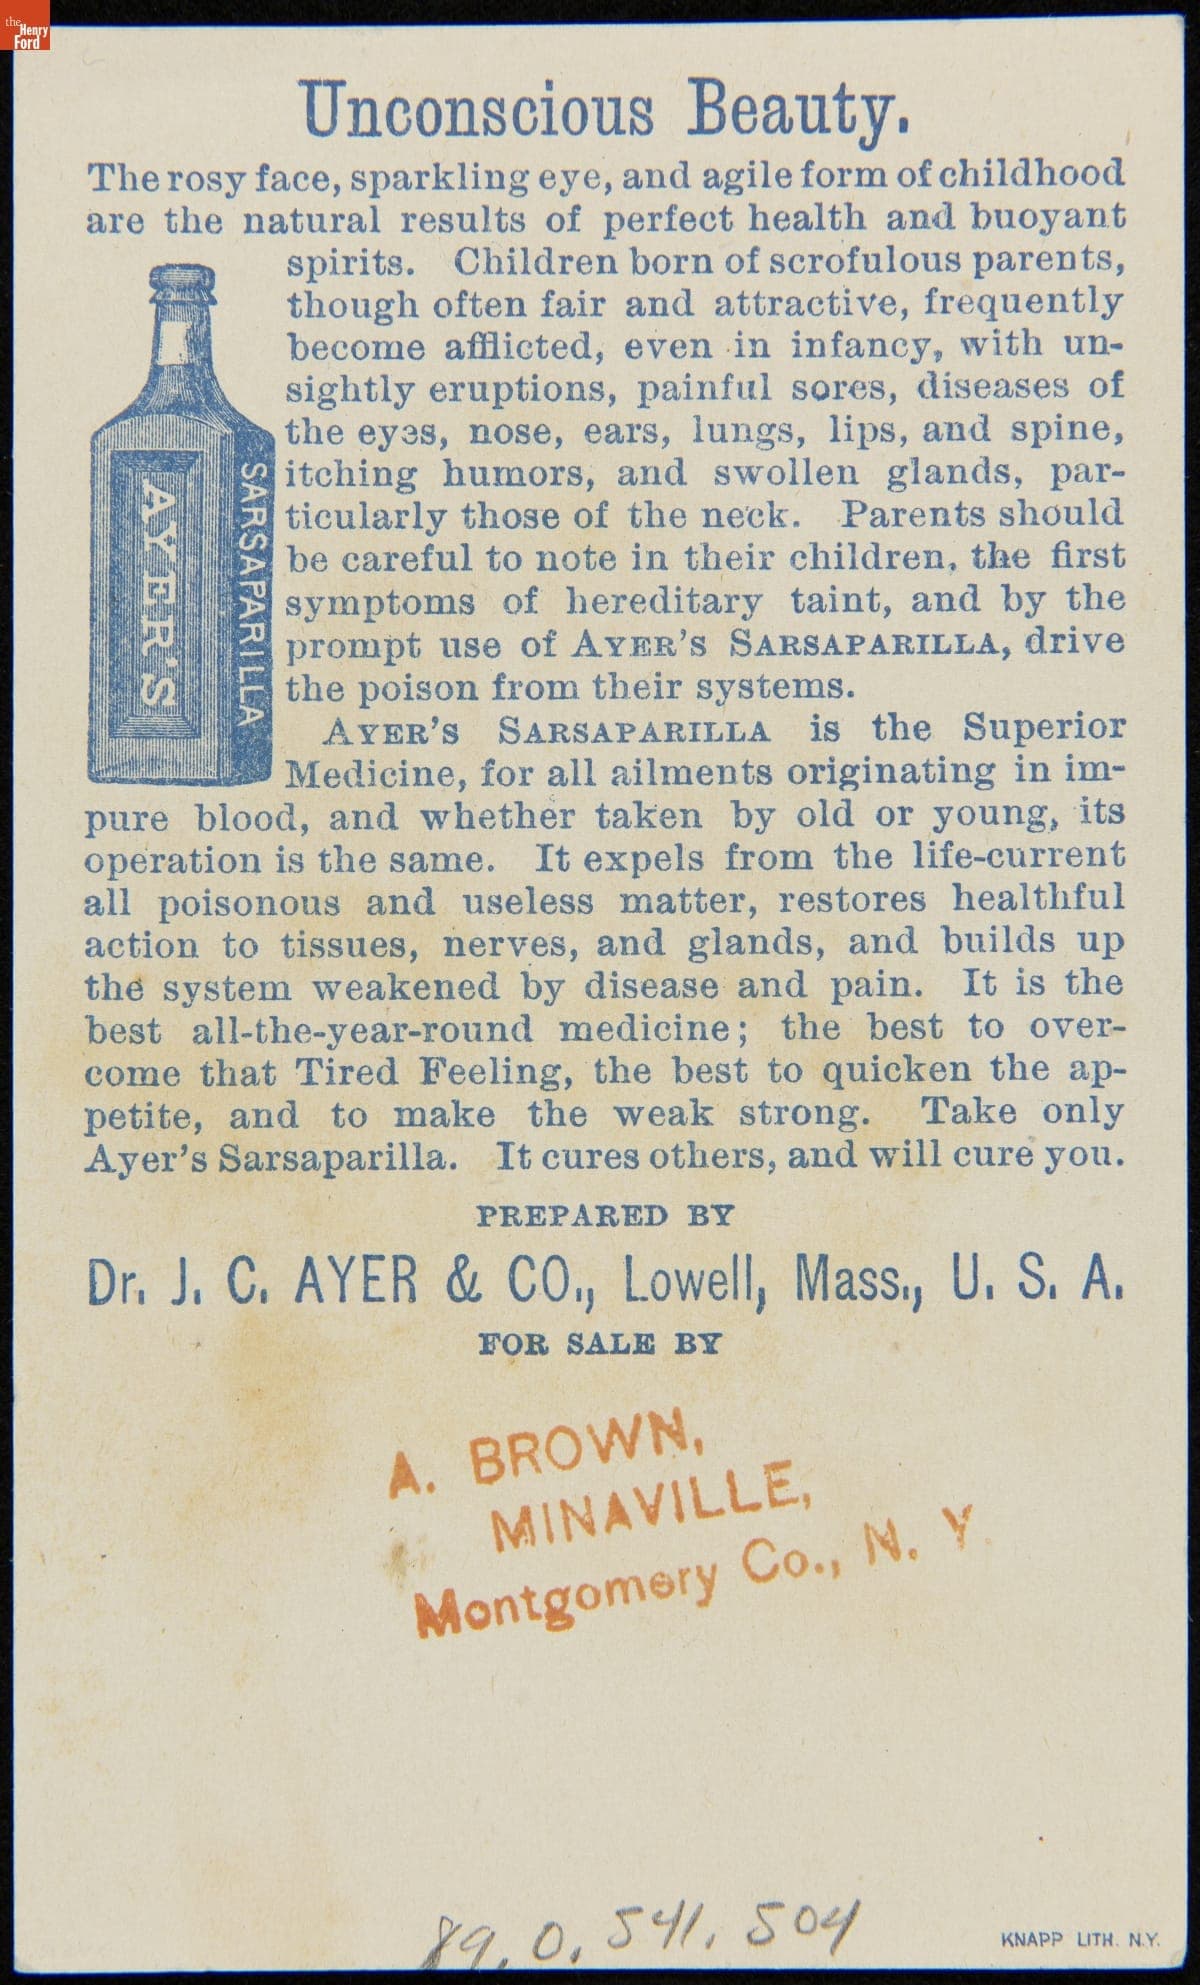 the
Henry
Ford
Unconscious Beauty.
The rosy face, sparkling eye, and agile form of childhood
are the natural results of perfect health and buoyant
spirits. Children born of scrofulous parents,
though often fair and attractive, frequently
become afflicted, even in infancy, with un-
sightly eruptions, painful sores, diseases of
the eyes, nose, ears, lungs, lips, and spine,
itching humors, and swollen glands, par-
ticularly those of the neck. Parents should
be careful to note in their children, the first
symptoms of hereditary taint, and by the
prompt use of AYER'S SARSAPARILLA, drive
the poison from their systems.
AYER'S SARSAPARILLA is the Superior
Medicine, for all ailments originating in im-
pure blood, and whether taken by old or young, its
operation is the same. It expels from the life-current
all poisonous and useless matter, restores healthful
action to tissues, nerves, and glands, and builds up
the system weakened by disease and pain. It is the
best all-the-year-round medicine; the best to over-
come that Tired Feeling, the best to quicken the ap-
petite, and to make the weak strong. Take only
Ayer's Sarsaparilla. It cures others, and will cure you.
AYER'S
SARSAPARILLA
PREPARED BY
Dr. J. C. AYER & CO., Lowell, Mass., U. S. A.
FOR SALE BY
A. BROWN,
MINAVILLE,
Montgomery Co., N. Y.
89.0.541.504
KNAPP LITH. N.Y.